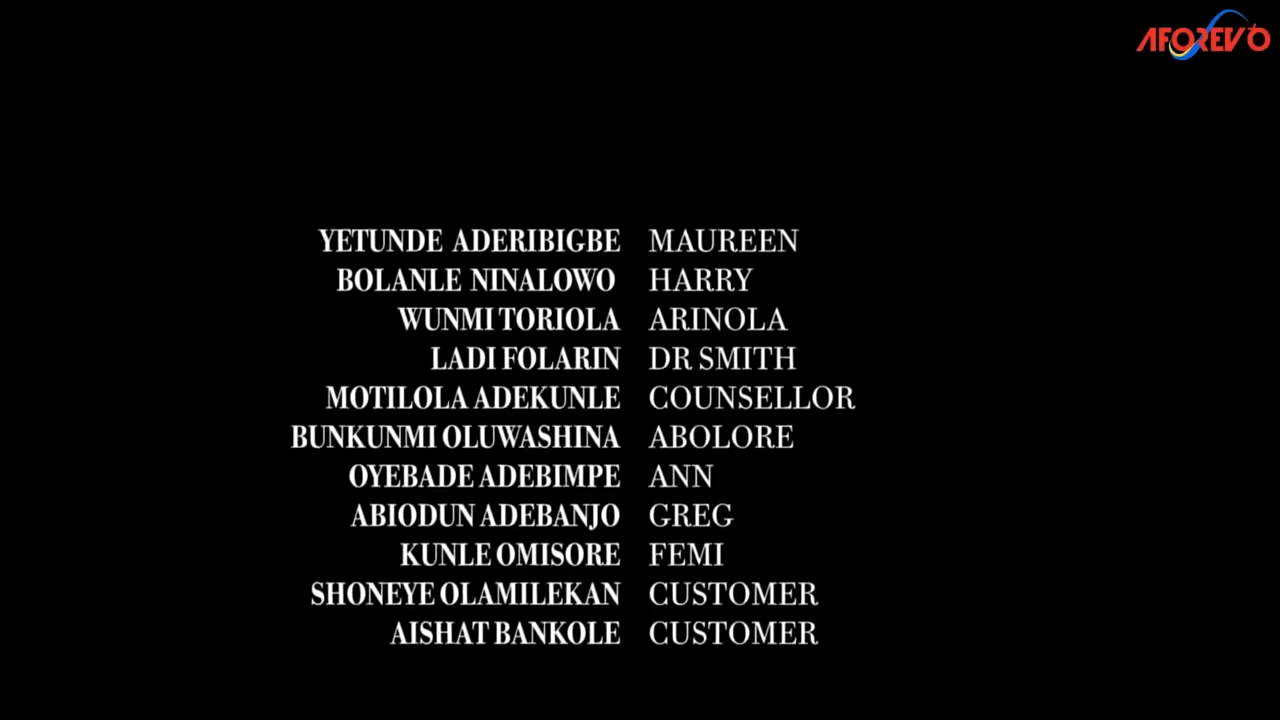 AFOREVO
YETUNDE ADERIBIGBE MAUREEN
BOLANLE NINALOWO HARRY
WUNMI TORIOLA ARINOLA
LADI FOLARIN DR SMITH
MOTILOLA ADEKUNLE COUNSELLOR
BUNKUNMI OLUWASHINA ABOLORE
OYEBADE ADEBIMPE ANN
ABIODUN ADEBANJO GREG
KUNLE OMISORE FEMI
SHONEYE OLAMILEKAN CUSTOMER
AISHAT BANKOLE CUSTOMER